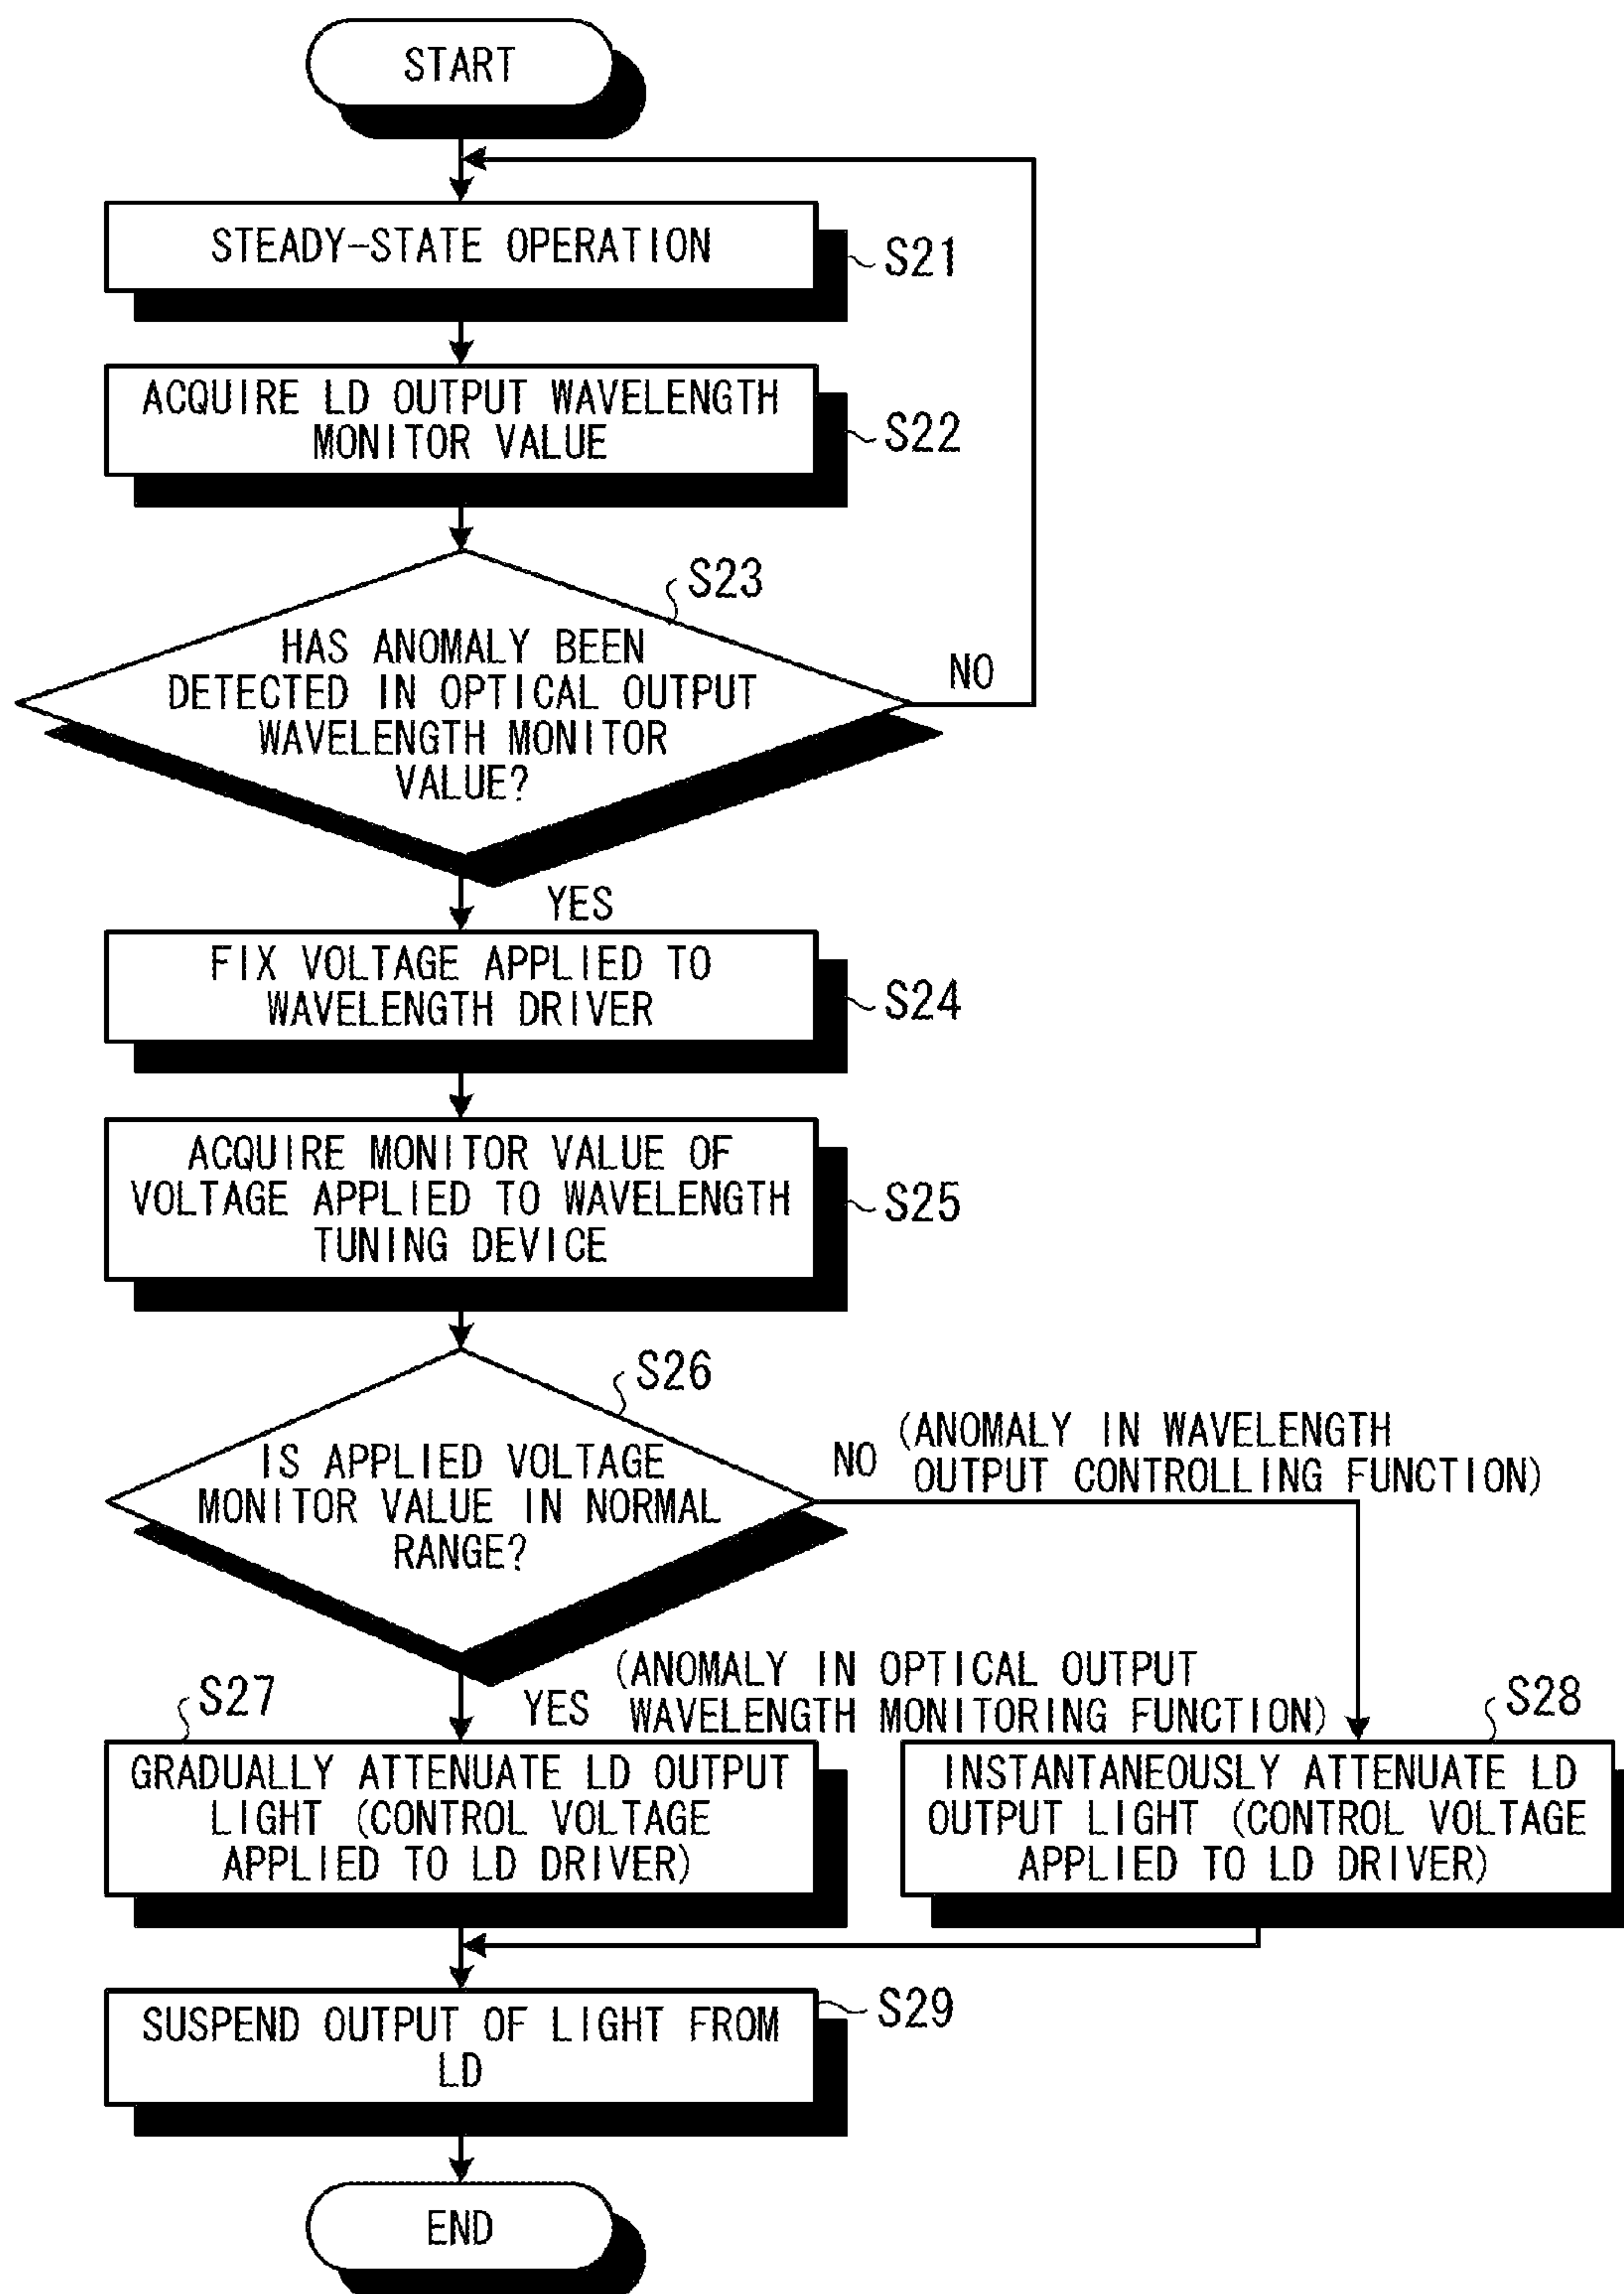 START
STEADY-STATE OPERATION
S21
ACQUIRE LD OUTPUT WAVELENGTH
MONITOR VALUE
S22
S23
HAS ANOMALY BEEN
DETECTED IN OPTICAL OUTPUT
WAVELENGTH MONITOR
VALUE?
NO
YES
FIX VOLTAGE APPLIED TO
WAVELENGTH DRIVER
S24
ACQUIRE MONITOR VALUE OF
VOLTAGE APPLIED TO WAVELENGTH
TUNING DEVICE
S25
S26
IS APPLIED VOLTAGE
MONITOR VALUE IN NORMAL
RANGE?
NO
(ANOMALY IN WAVELENGTH
OUTPUT CONTROLLING FUNCTION)
YES
(ANOMALY IN OPTICAL OUTPUT
WAVELENGTH MONITORING FUNCTION)
S27
GRADUALLY ATTENUATE LD OUTPUT
LIGHT (CONTROL VOLTAGE
APPLIED TO LD DRIVER)
S28
INSTANTANEOUSLY ATTENUATE LD
OUTPUT LIGHT (CONTROL VOLTAGE
APPLIED TO LD DRIVER)
SUSPEND OUTPUT OF LIGHT FROM
LD
S29
END